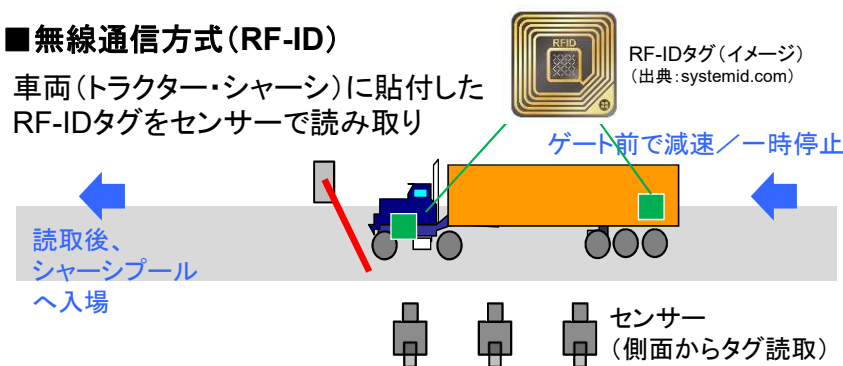 ■無線通信方式（RF-ID）
RFID
RF-IDタグ（イメージ）
（出典：systemid.com）
車両（トラクター・シャーシ）に貼付した
RF-IDタグをセンサーで読み取り
ゲート前で減速／一時停止
読取後、
シャーシプール
へ入場
センサー
（側面からタグ読取）